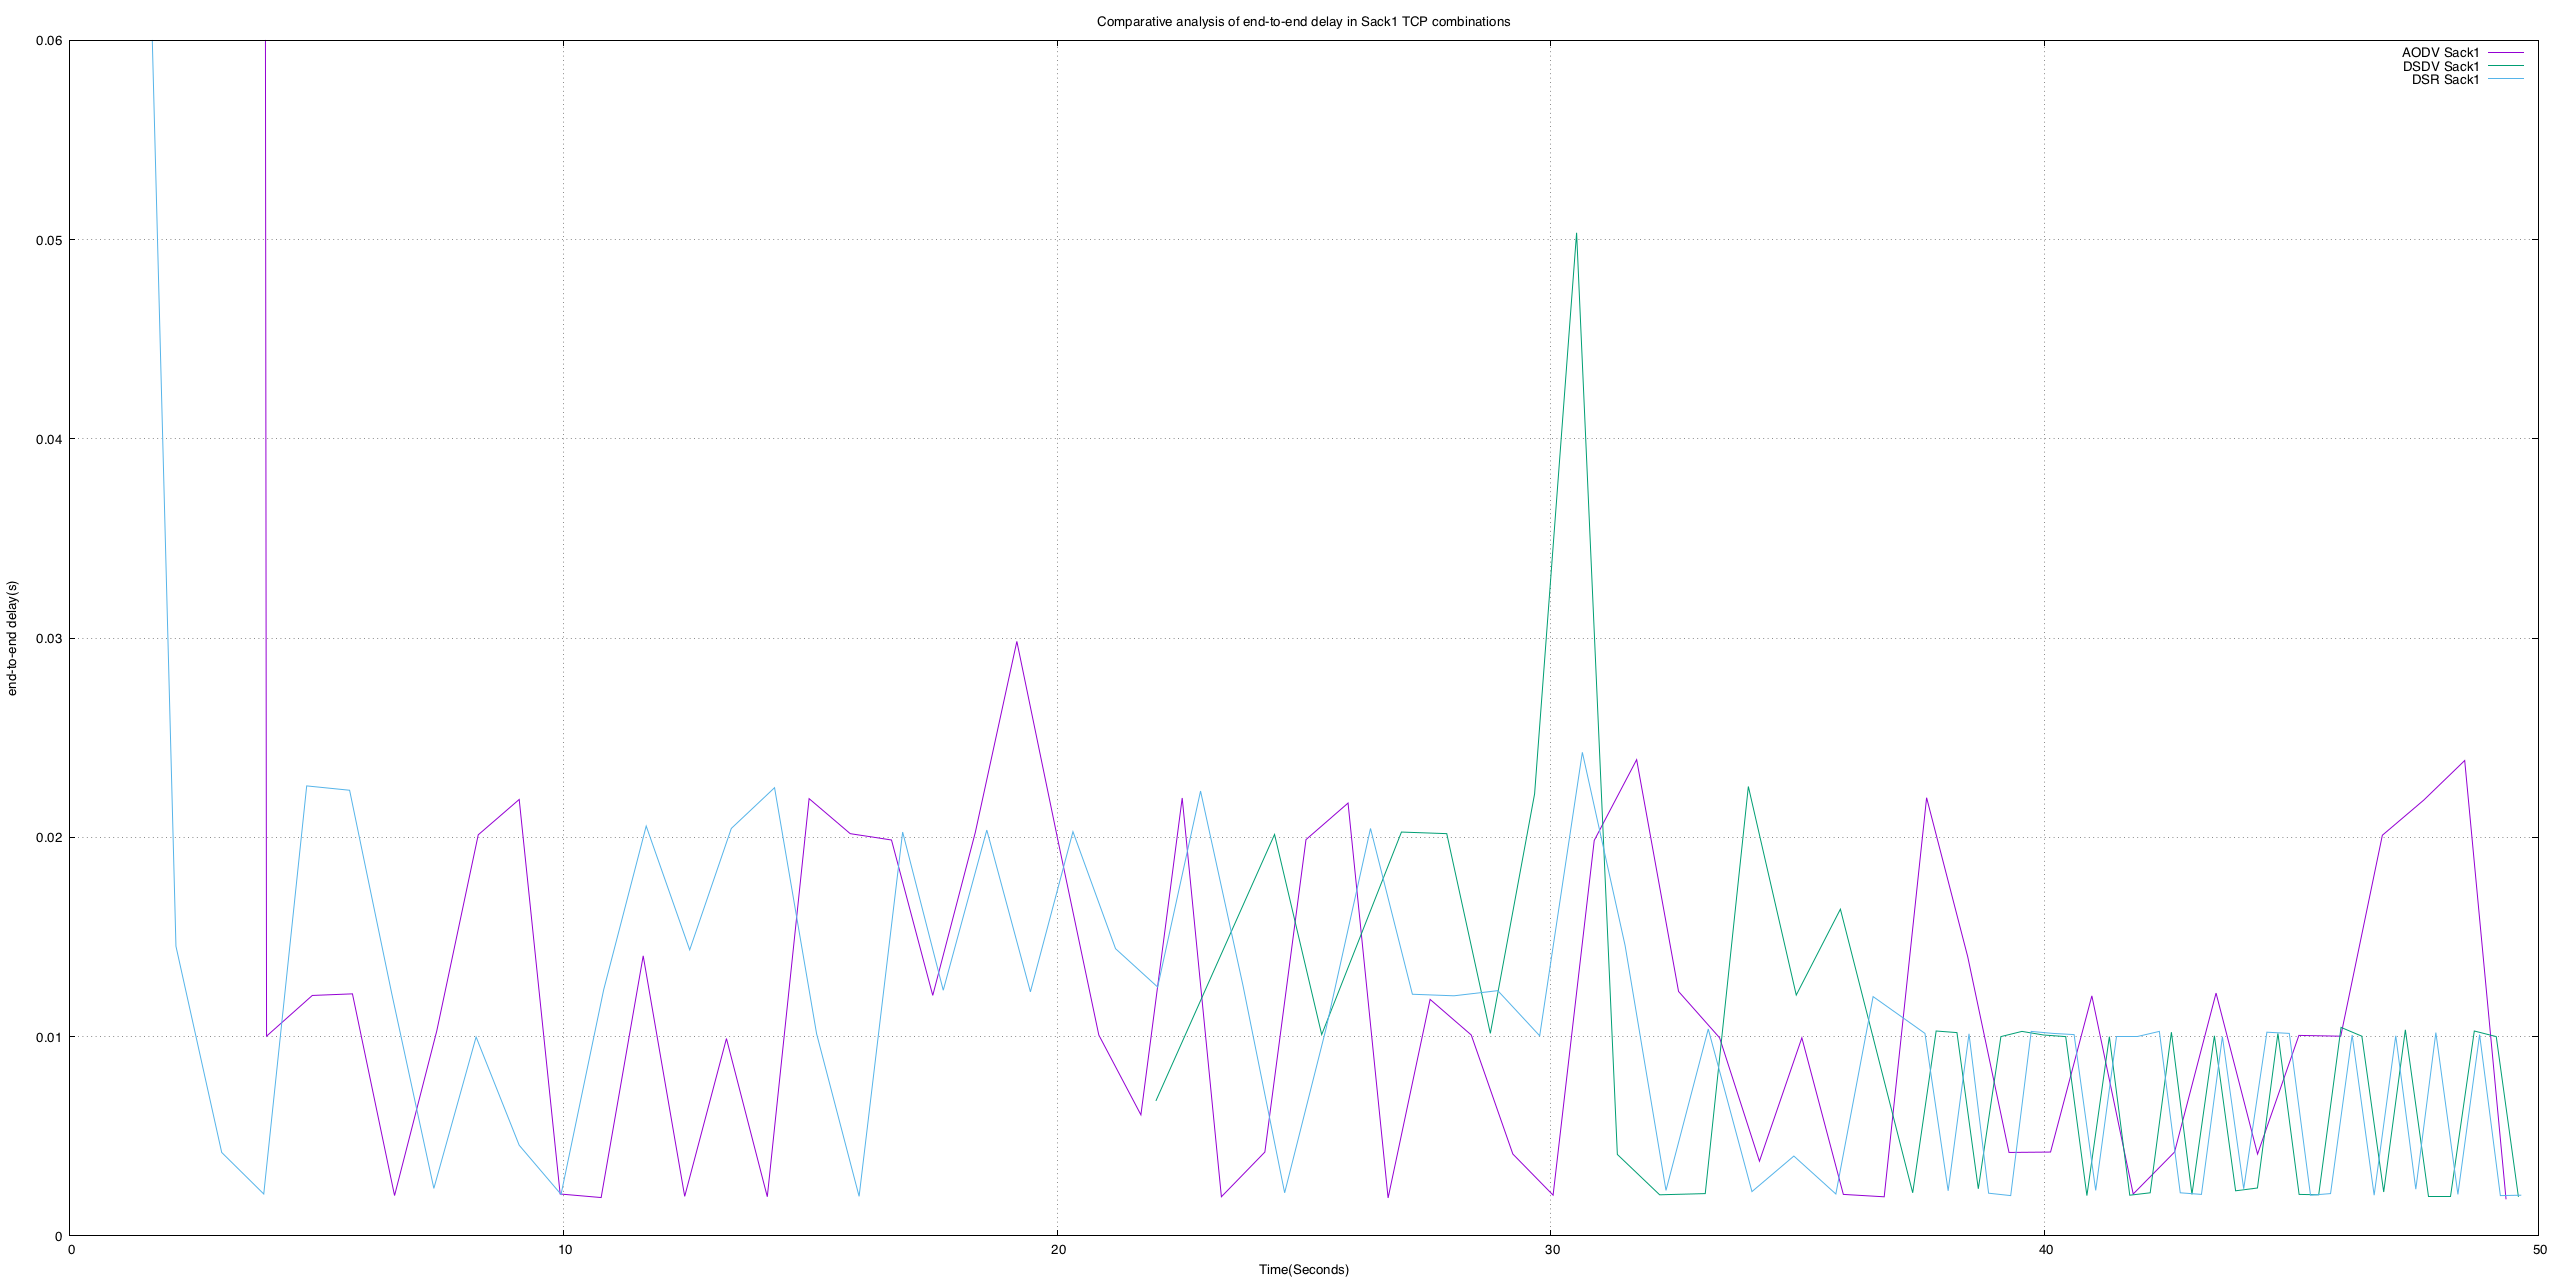 Comparative analysis of end-to-end delay in Sack1 TCP combinations
AODV Sack1
DSDV Sack1
DSR Sack1
0.06
0.05
0.04
0.03
0.02
0.01
0
end-to-end delay(s)
0 10 20 30 40 50
Time(Seconds)